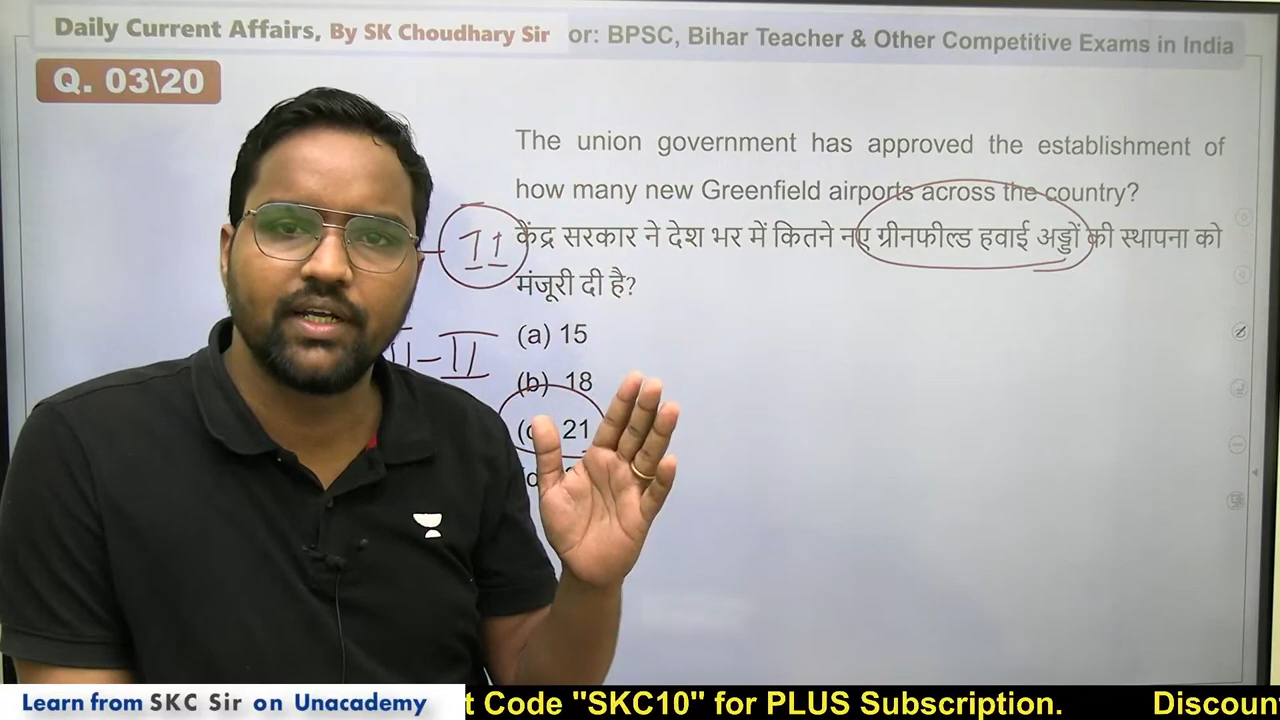 Daily Current Affairs, By SK Choudhary Sir or: BPSC, Bihar Teacher & Other Competitive Exams in India
Q. 03\20
The union government has approved the establishment of
how many new Greenfield airports across the country?
11
केंद्र सरकार ने देश भर में कितने नए ग्रीनफील्ड हवाई अड्डों की स्थापना को
मंजूरी दी है?
(a) 15
(b) 18
21
Learn from SKC Sir on Unacademy t Code "SKC10" for PLUS Subscription. Discoun